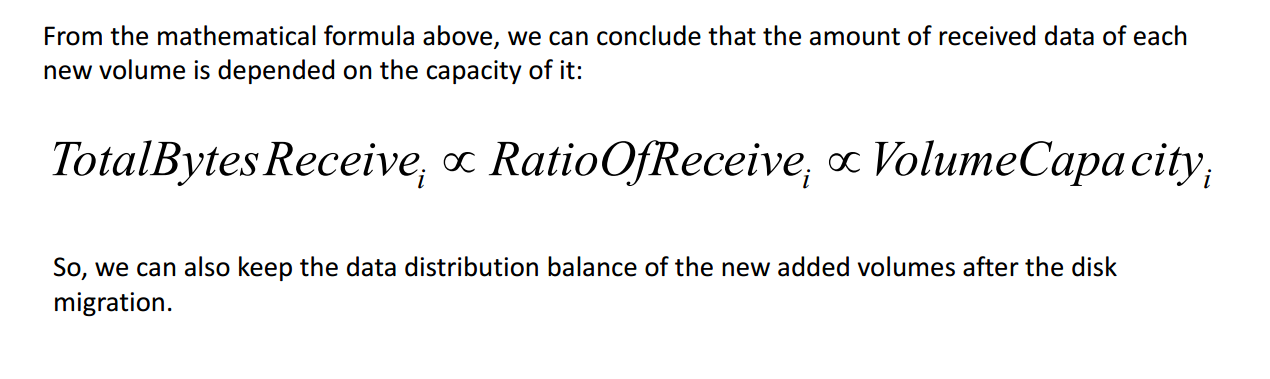 From the mathematical formula above, we can conclude that the amount of received data of each
new volume is depended on the capacity of it:
TotalBytesReceive_i ∝ RatioOfReceive_i ∝ VolumeCapacity_i
So, we can also keep the data distribution balance of the new added volumes after the disk
migration.